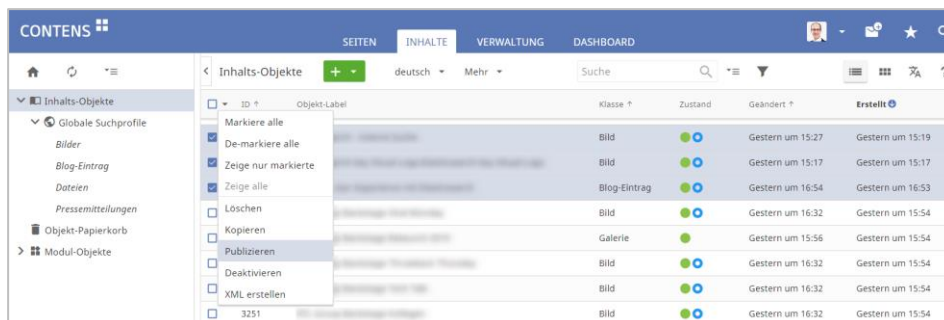 CONTENS
SEITEN INHALTE VERWALTUNG DASHBOARD
Inhalts-Objekte deutsch Mehr Suche
Inhalts-Objekte
Globale Suchprofile
Bilder
Blog-Eintrag
Dateien
Pressemitteilungen
Objekt-Papierkorb
Modul-Objekte
ID Objekt-Label Klasse Zustand Geändert Erstellt
Markiere alle
De-markiere alle
Zeige nur markierte
Zeige alle
Löschen
Kopieren
Publizieren
Deaktivieren
XML erstellen
Bild Gestern um 15:27 Gestern um 15:19
Bild Gestern um 15:17 Gestern um 15:17
Blog-Eintrag Gestern um 16:54 Gestern um 16:53
Bild Gestern um 16:32 Gestern um 15:54
Galerie Gestern um 15:56 Gestern um 15:54
Bild Gestern um 16:32 Gestern um 15:54
Bild Gestern um 16:32 Gestern um 15:54
3251 Bild Gestern um 16:32 Gestern um 15:54